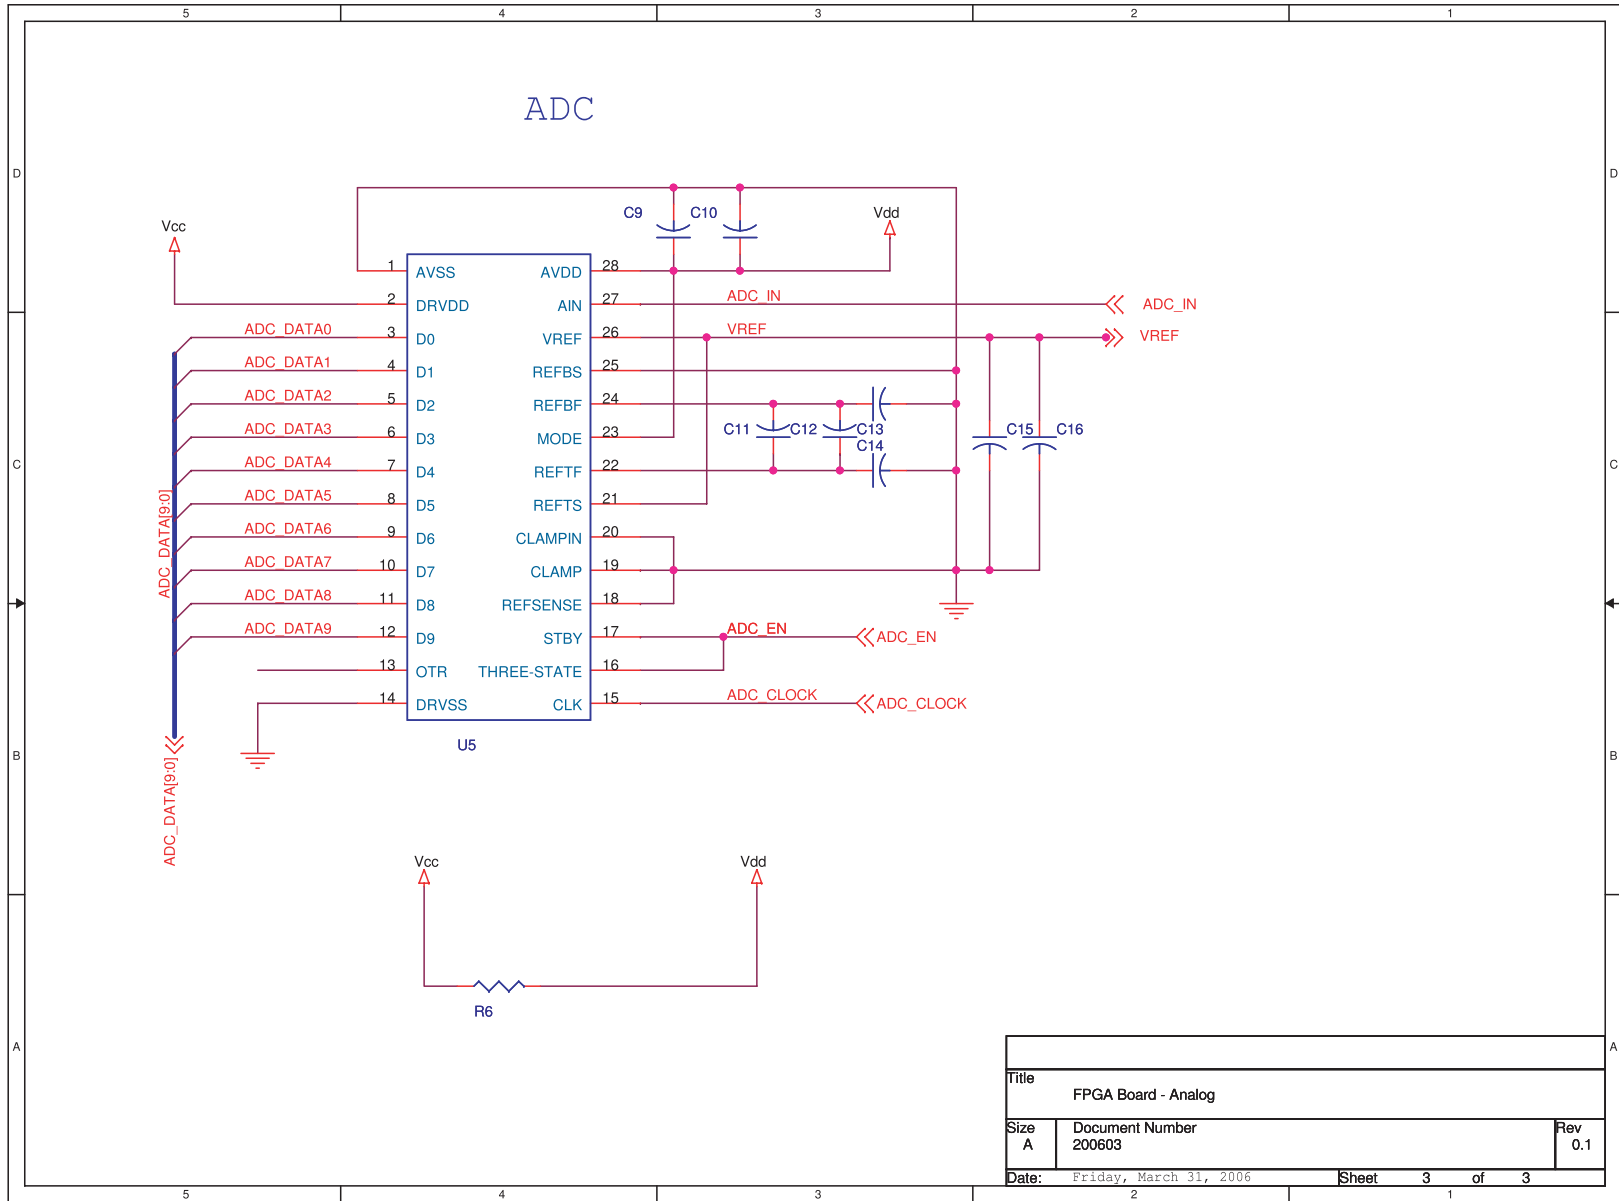 5 4 3 2 1
ADC
D D
Vcc
C9 C10 Vdd
1 AVSS AVDD 28
2 DRVDD AIN 27 ADC_IN ADC_IN
ADC_DATA0 3 D0 VREF 26 VREF VREF
ADC_DATA1 4 D1 REFBS 25
ADC_DATA2 5 D2 REFBF 24
ADC_DATA3 6 D3 MODE 23 C11 C12 C13 C15 C16
C14
ADC_DATA4 7 D4 REFTF 22
C C
ADC_DATA5 8 D5 REFTS 21
ADC_DATA6 9 D6 CLAMPIN 20
ADC_DATA[9:0]
ADC_DATA7 10 D7 CLAMP 19
ADC_DATA8 11 D8 REFSENSE 18
ADC_DATA9 12 D9 STBY 17 ADC_EN ADC_EN
13 OTR THREE-STATE 16
14 DRVSS CLK 15 ADC_CLOCK ADC_CLOCK
U5
B B
ADC_DATA[9:0]
Vcc Vdd
R6
A A
Title
FPGA Board - Analog
Size Document Number Rev
A 200603 0.1
Date: Friday, March 31, 2006 Sheet 3 of 3
5 4 3 2 1